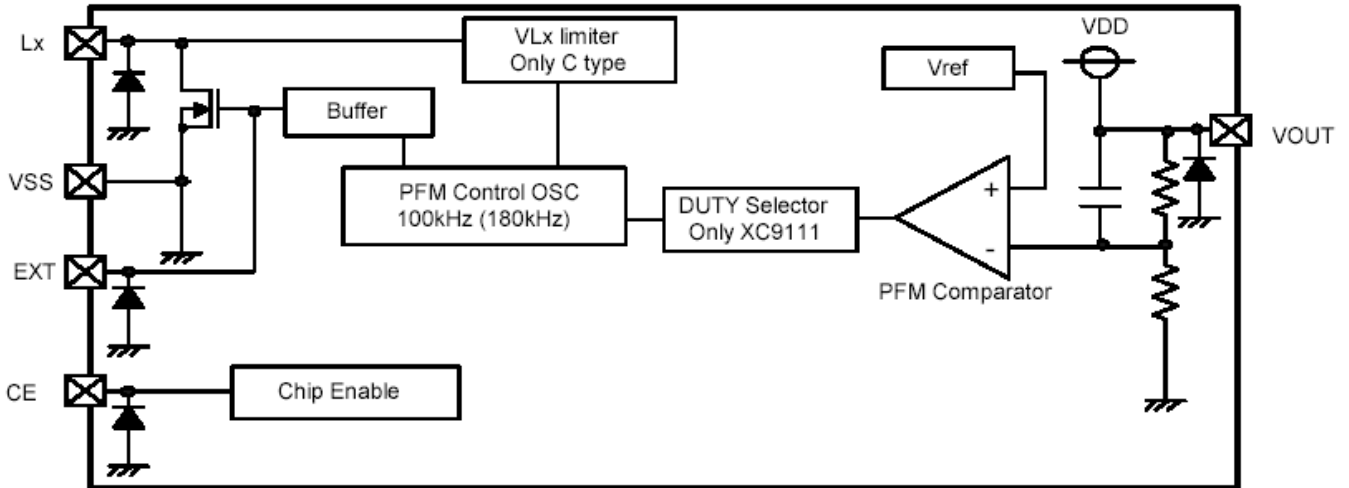 Lx
VLx limiter
Only C type
VDD
Vref
Buffer
VOUT
VSS
PFM Control OSC
100kHz (180kHz)
DUTY Selector
Only XC9111
+
-
EXT
PFM Comparator
CE
Chip Enable